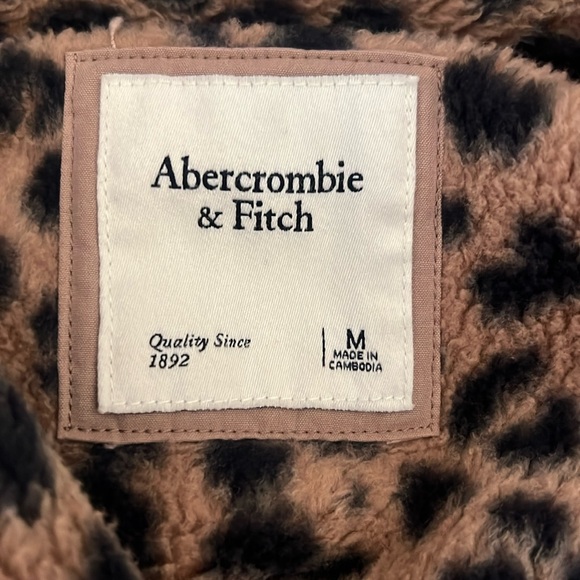 Abercrombie
& Fitch
Quality Since
1892
M
MADE IN
CAMBODIA